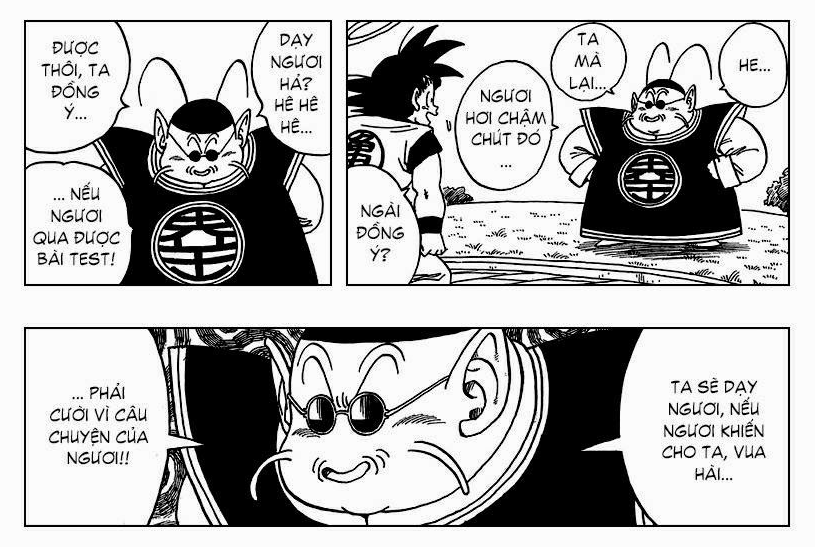 HE...
TA
MÀ
LẠI...
NGƯƠI
HƠI CHẬM
CHÚT ĐÓ
...
NGÀI
ĐỒNG
Ý?
DẠY
NGƯƠI
HẢ?
HÊ HÊ
HÊ...
ĐƯỢC
THÔI, TA
ĐỒNG
Ý...
... NẾU
NGƯƠI
QUA ĐƯỢC
BÀI TEST!
TA SẼ DẠY
NGƯƠI, NẾU
NGƯƠI KHIẾN
CHO TA, VUA
HÀI...
... PHẢI
CƯỜI VÌ CÂU
CHUYỆN CỦA
NGƯƠI!!